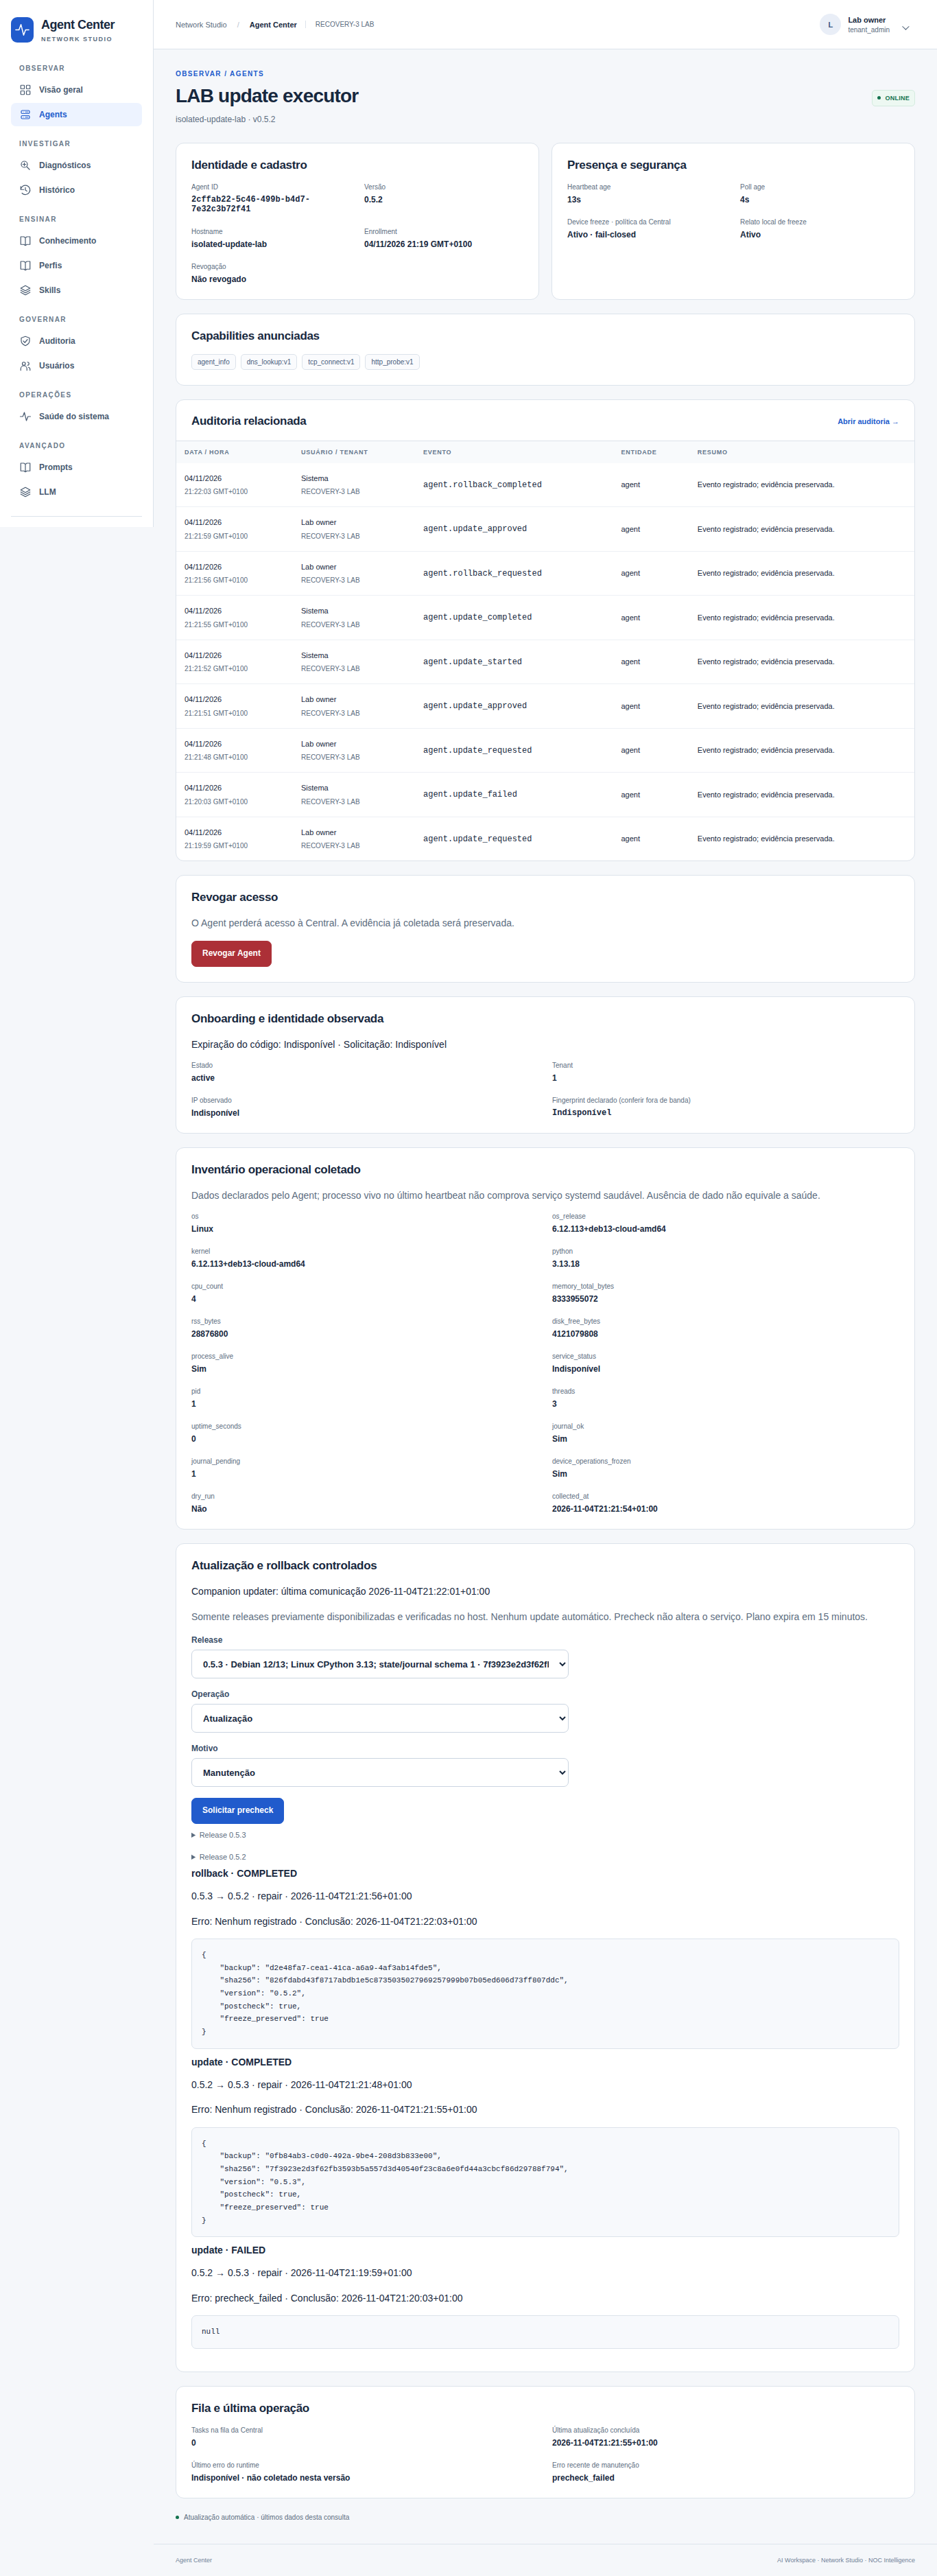 Agent Center
NETWORK STUDIO
OBSERVAR
Visão geral
Agents
INVESTIGAR
Diagnósticos
Histórico
ENSINAR
Conhecimento
Perfis
Skills
GOVERNAR
Auditoria
Usuários
OPERAÇÕES
Saúde do sistema
AVANÇADO
Prompts
LLM
Network Studio / Agent Center RECOVERY-3 LAB
L
Lab owner
tenant_admin
OBSERVAR / AGENTS
LAB update executor
isolated-update-lab · v0.5.2
ONLINE
Identidade e cadastro
Agent ID
2cffab22-5c46-499b-b4d7-
7e32c3b72f41
Versão
0.5.2
Hostname
isolated-update-lab
Enrollment
04/11/2026 21:19 GMT+0100
Revogação
Não revogado
Presença e segurança
Heartbeat age
13s
Poll age
4s
Device freeze · política da Central
Ativo · fail-closed
Relato local de freeze
Ativo
Capabilities anunciadas
agent_info dns_lookup:v1 tcp_connect:v1 http_probe:v1
Auditoria relacionada
Abrir auditoria →
DATA / HORA USUÁRIO / TENANT EVENTO ENTIDADE RESUMO
04/11/2026 Sistema
21:22:03 GMT+0100 RECOVERY-3 LAB agent.rollback_completed agent Evento registrado; evidência preservada.
04/11/2026 Lab owner
21:21:59 GMT+0100 RECOVERY-3 LAB agent.update_approved agent Evento registrado; evidência preservada.
04/11/2026 Lab owner
21:21:56 GMT+0100 RECOVERY-3 LAB agent.rollback_requested agent Evento registrado; evidência preservada.
04/11/2026 Sistema
21:21:55 GMT+0100 RECOVERY-3 LAB agent.update_completed agent Evento registrado; evidência preservada.
04/11/2026 Sistema
21:21:52 GMT+0100 RECOVERY-3 LAB agent.update_started agent Evento registrado; evidência preservada.
04/11/2026 Lab owner
21:21:51 GMT+0100 RECOVERY-3 LAB agent.update_approved agent Evento registrado; evidência preservada.
04/11/2026 Lab owner
21:21:48 GMT+0100 RECOVERY-3 LAB agent.update_requested agent Evento registrado; evidência preservada.
04/11/2026 Sistema
21:20:03 GMT+0100 RECOVERY-3 LAB agent.update_failed agent Evento registrado; evidência preservada.
04/11/2026 Lab owner
21:19:59 GMT+0100 RECOVERY-3 LAB agent.update_requested agent Evento registrado; evidência preservada.
Revogar acesso
O Agent perderá acesso à Central. A evidência já coletada será preservada.
Revogar Agent
Onboarding e identidade observada
Expiração do código: Indisponível · Solicitação: Indisponível
Estado
active
Tenant
1
IP observado
Indisponível
Fingerprint declarado (conferir fora de banda)
Indisponível
Inventário operacional coletado
Dados declarados pelo Agent; processo vivo no último heartbeat não comprova serviço systemd saudável. Ausência de dado não equivale a saúde.
os
Linux
os_release
6.12.113+deb13-cloud-amd64
kernel
6.12.113+deb13-cloud-amd64
python
3.13.18
cpu_count
4
memory_total_bytes
8333955072
rss_bytes
28876800
disk_free_bytes
4121079808
process_alive
Sim
service_status
Indisponível
pid
1
threads
3
uptime_seconds
0
journal_ok
Sim
journal_pending
1
device_operations_frozen
Sim
dry_run
Não
collected_at
2026-11-04T21:21:54+01:00
Atualização e rollback controlados
Companion updater: última comunicação 2026-11-04T21:22:01+01:00
Somente releases previamente disponibilizadas e verificadas no host. Nenhum update automático. Precheck não altera o serviço. Plano expira em 15 minutos.
Release
0.5.3 · Debian 12/13; Linux CPython 3.13; state/journal schema 1 · 7f3923e2d3f62fl
Operação
Atualização
Motivo
Manutenção
Solicitar precheck
Release 0.5.3
Release 0.5.2
rollback · COMPLETED
0.5.3 → 0.5.2 · repair · 2026-11-04T21:21:56+01:00
Erro: Nenhum registrado · Conclusão: 2026-11-04T21:22:03+01:00
{
"backup": "d2e48fa7-cea1-41ca-a6a9-4af3ab14fde5",
"sha256": "826fdabd43f8717abdb1e5c8735035027969257999b07b05ed606d73ff807ddc",
"version": "0.5.2",
"postcheck": true,
"freeze_preserved": true
}
update · COMPLETED
0.5.2 → 0.5.3 · repair · 2026-11-04T21:21:48+01:00
Erro: Nenhum registrado · Conclusão: 2026-11-04T21:21:55+01:00
{
"backup": "0fb84ab3-c0d0-492a-9be4-208d3b833e00",
"sha256": "7f3923e2d3f62fb3593b5a557d3d40540f23c8a6e0fd44a3cbcf86d29788f794",
"version": "0.5.3",
"postcheck": true,
"freeze_preserved": true
}
update · FAILED
0.5.2 → 0.5.3 · repair · 2026-11-04T21:19:59+01:00
Erro: precheck_failed · Conclusão: 2026-11-04T21:20:03+01:00
null
Fila e última operação
Tasks na fila da Central
0
Última atualização concluída
2026-11-04T21:21:55+01:00
Último erro do runtime
Indisponível · não coletado nesta versão
Erro recente de manutenção
precheck_failed
Atualização automática · últimos dados desta consulta
Agent Center
AI Workspace · Network Studio · NOC Intelligence